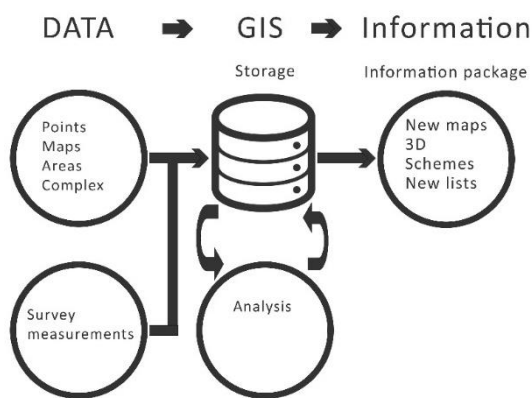 DATA GIS Information
Storage
Information package
Points
Maps
Areas
Complex
New maps
3D
Schemes
New lists
Survey
measurements
Analysis